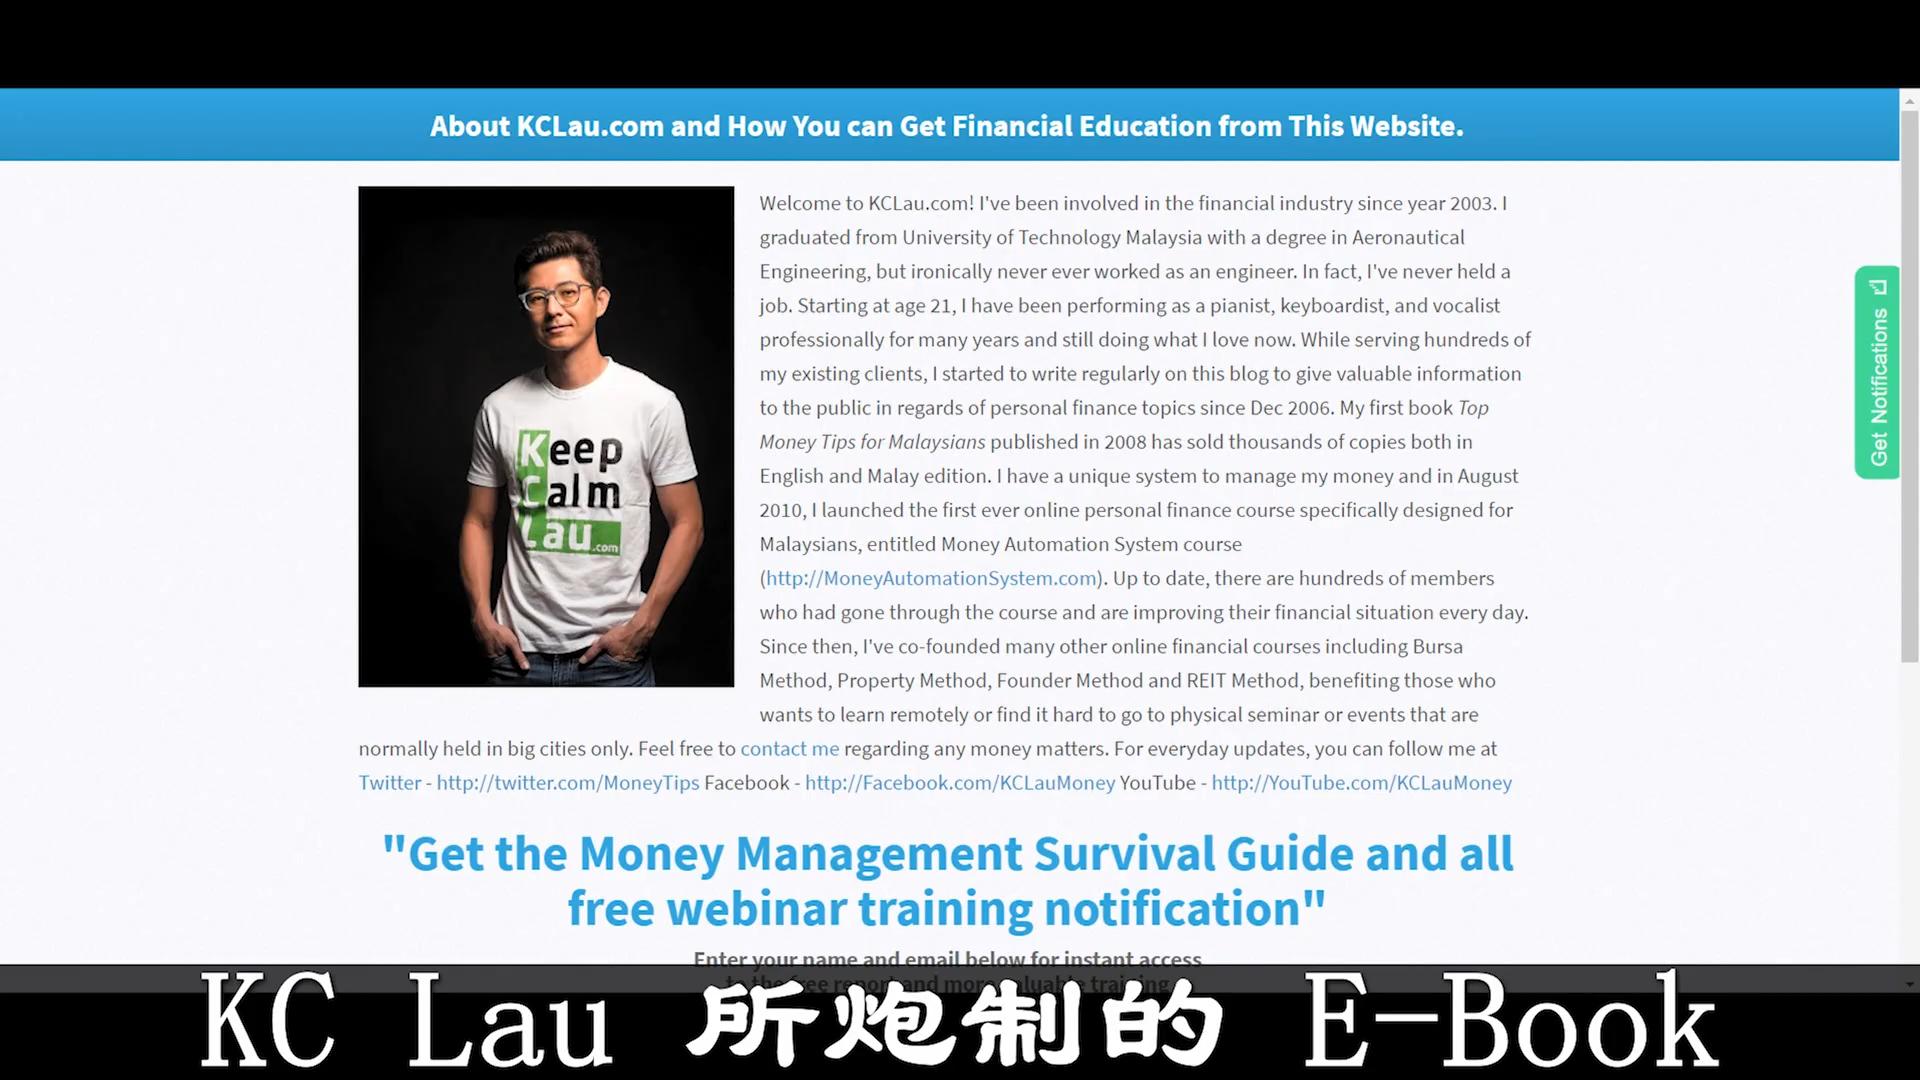 About KCLau.com and How You can Get Financial Education from This Website.
Keep
Calm
Lau.com
Welcome to KCLau.com! I've been involved in the financial industry since year 2003. I
graduated from University of Technology Malaysia with a degree in Aeronautical
Engineering, but ironically never ever worked as an engineer. In fact, I've never held a
job. Starting at age 21, I have been performing as a pianist, keyboardist, and vocalist
professionally for many years and still doing what I love now. While serving hundreds of
my existing clients, I started to write regularly on this blog to give valuable information
to the public in regards of personal finance topics since Dec 2006. My first book Top
Money Tips for Malaysians published in 2008 has sold thousands of copies both in
English and Malay edition. I have a unique system to manage my money and in August
2010, I launched the first ever online personal finance course specifically designed for
Malaysians, entitled Money Automation System course
(http://MoneyAutomationSystem.com). Up to date, there are hundreds of members
who had gone through the course and are improving their financial situation every day.
Since then, I've co-founded many other online financial courses including Bursa
Method, Property Method, Founder Method and REIT Method, benefiting those who
wants to learn remotely or find it hard to go to physical seminar or events that are
normally held in big cities only. Feel free to contact me regarding any money matters. For everyday updates, you can follow me at
Twitter - http://twitter.com/MoneyTips Facebook - http://Facebook.com/KCLauMoney YouTube - http://YouTube.com/KCLauMoney
Get Notifications
"Get the Money Management Survival Guide and all
free webinar training notification"
Enter your name and email below for instant access
to the free report and more valuable training
KC Lau 所炮制的 E-Book